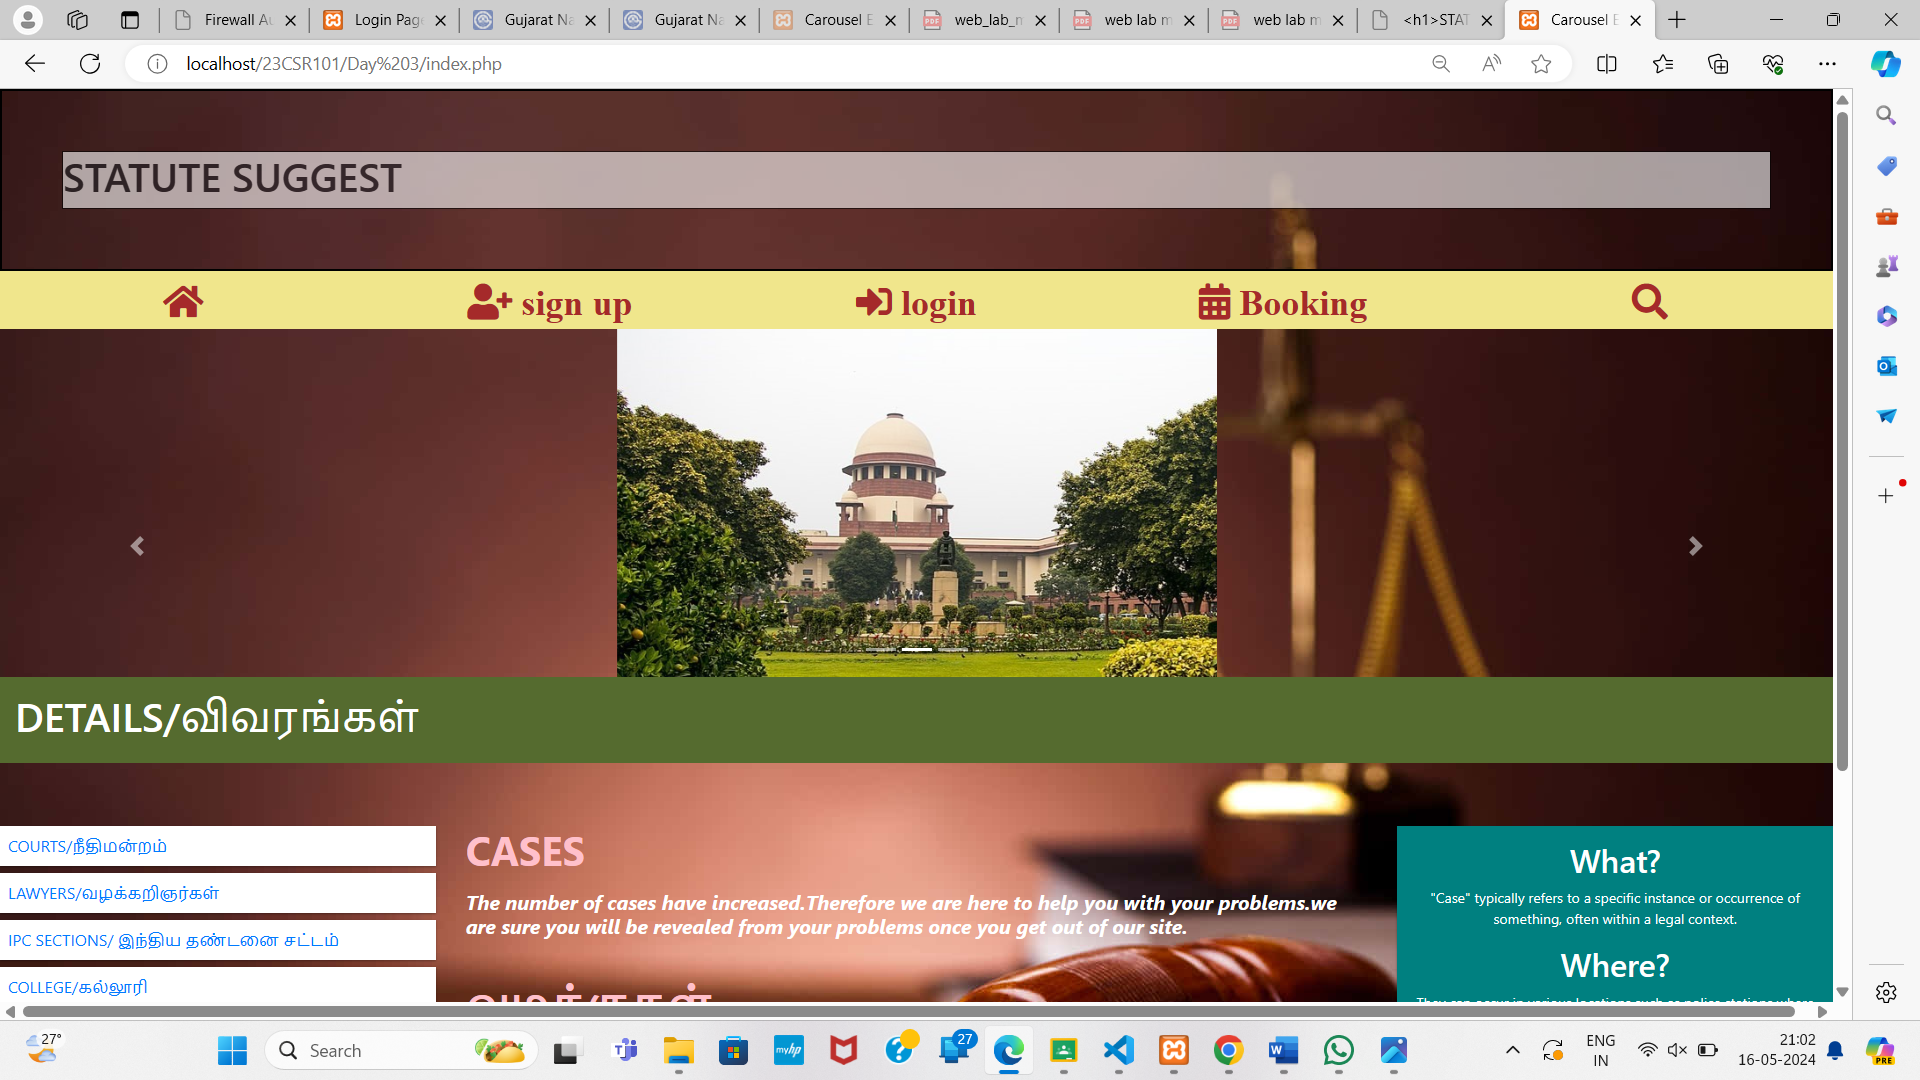 Firewall Au
Login Page
Gujarat Na
Gujarat Na
Carousel E
web_lab_m
web lab m
web lab m
<h1>STAT
Carousel E
localhost/23CSR101/Day%203/index.php
STATUTE SUGGEST
sign up
login
Booking
DETAILS/விவரங்கள்
COURTS/நீதிமன்றம்
LAWYERS/வழக்கறிஞர்கள்
IPC SECTIONS/ இந்திய தண்டனை சட்டம்
COLLEGE/கல்லூரி
CASES
The number of cases have increased.Therefore we are here to help you with your problems.we
are sure you will be revealed from your problems once you get out of our site.
What?
"Case" typically refers to a specific instance or occurrence of
something, often within a legal context.
Where?
27°
Search
myhp
27
ENG
IN
21:02
16-05-2024
PRE